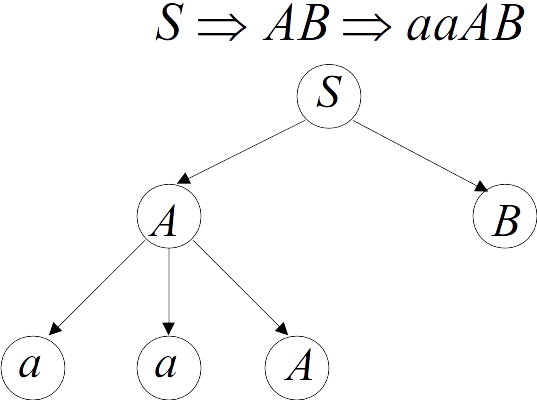 S ⇒ AB ⇒ aaAB
S
A B
a a A